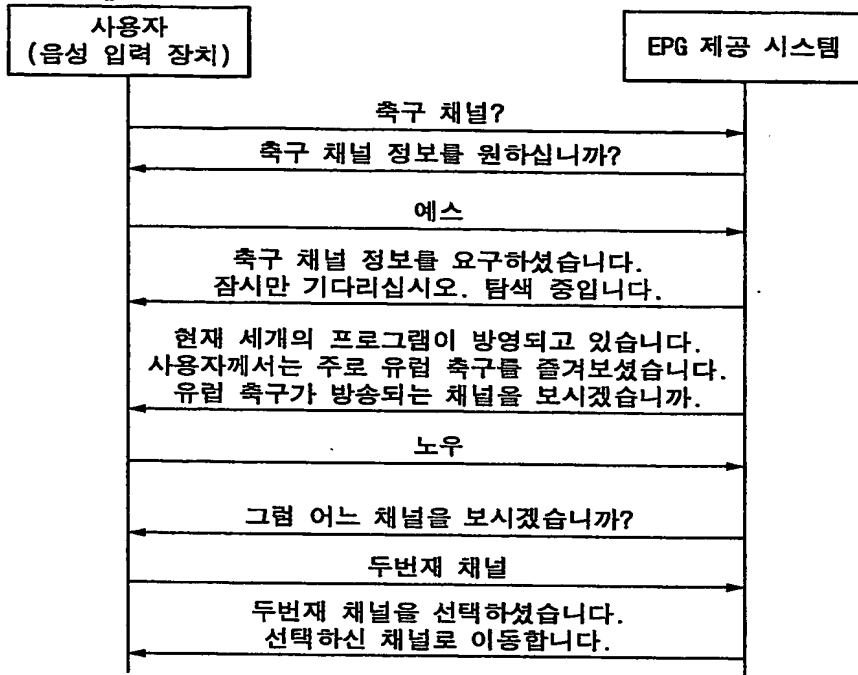 사용자
(음성 입력 장치)
EPG 제공 시스템
축구 채널?
축구 채널 정보를 원하십니까?
예스
축구 채널 정보를 요구하셨습니다.
잠시만 기다리십시오. 탐색 중입니다.
현재 세개의 프로그램이 방영되고 있습니다.
사용자께서는 주로 유럽 축구를 즐겨보셨습니다.
유럽 축구가 방송되는 채널을 보시겠습니까.
노우
그럼 어느 채널을 보시겠습니까?
두번재 채널
두번재 채널을 선택하셨습니다.
선택하신 채널로 이동합니다.